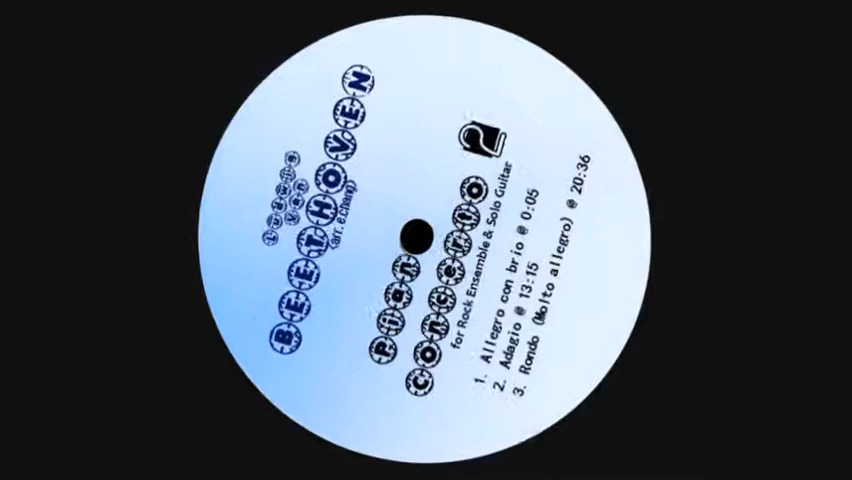 Ludwig
van
BEETHOVEN
(arr. e.chang)
Piano
Concerto 2
for Rock Ensemble & Solo Guitar
1. Allegro con brio @ 0:05
2. Adagio @ 13:15
3. Rondo (Molto allegro) @ 20:36